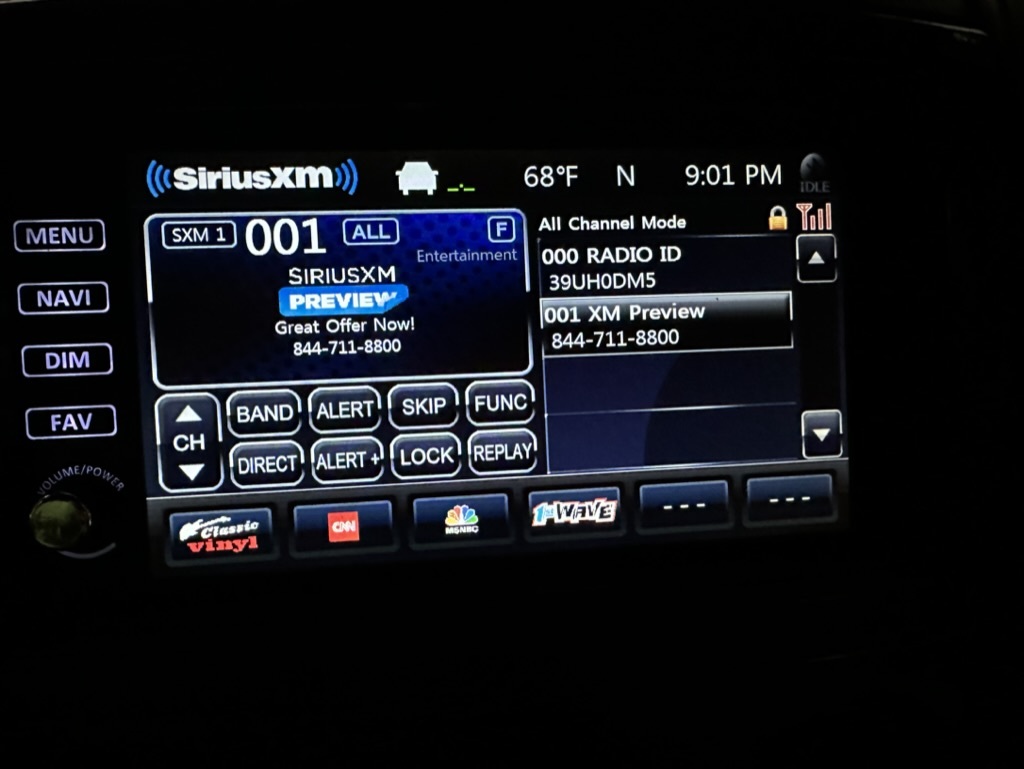 SiriusXM 68°F N 9:01 PM IDLE
MENU
NAVI
DIM
FAV
VOLUME/POWER
SXM 1 001 ALL F
Entertainment
SIRIUSXM
PREVIEW
Great Offer Now!
844-711-8800
All Channel Mode
000 RADIO ID
39UH0DM5
001 XM Preview
844-711-8800
CH BAND ALERT SKIP FUNC
DIRECT ALERT+ LOCK REPLAY
Classic CNN MSNBC 1st WAVE --- ---
vinyl